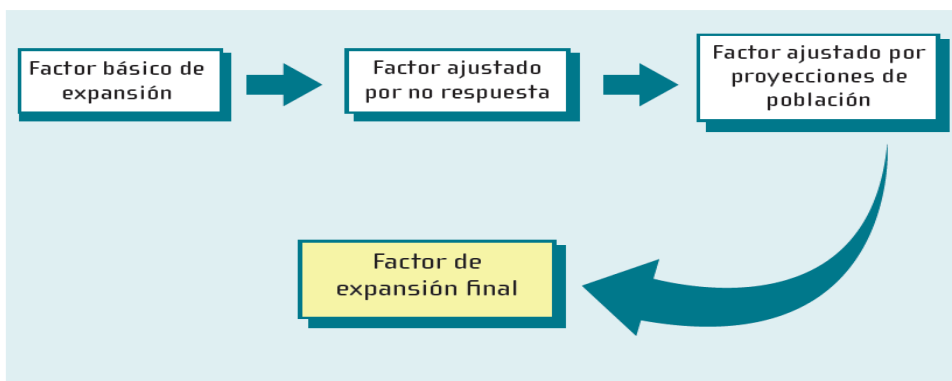 Factor básico de
expansión
Factor ajustado
por no respuesta
Factor ajustado por
proyecciones de
población
Factor de
expansión final